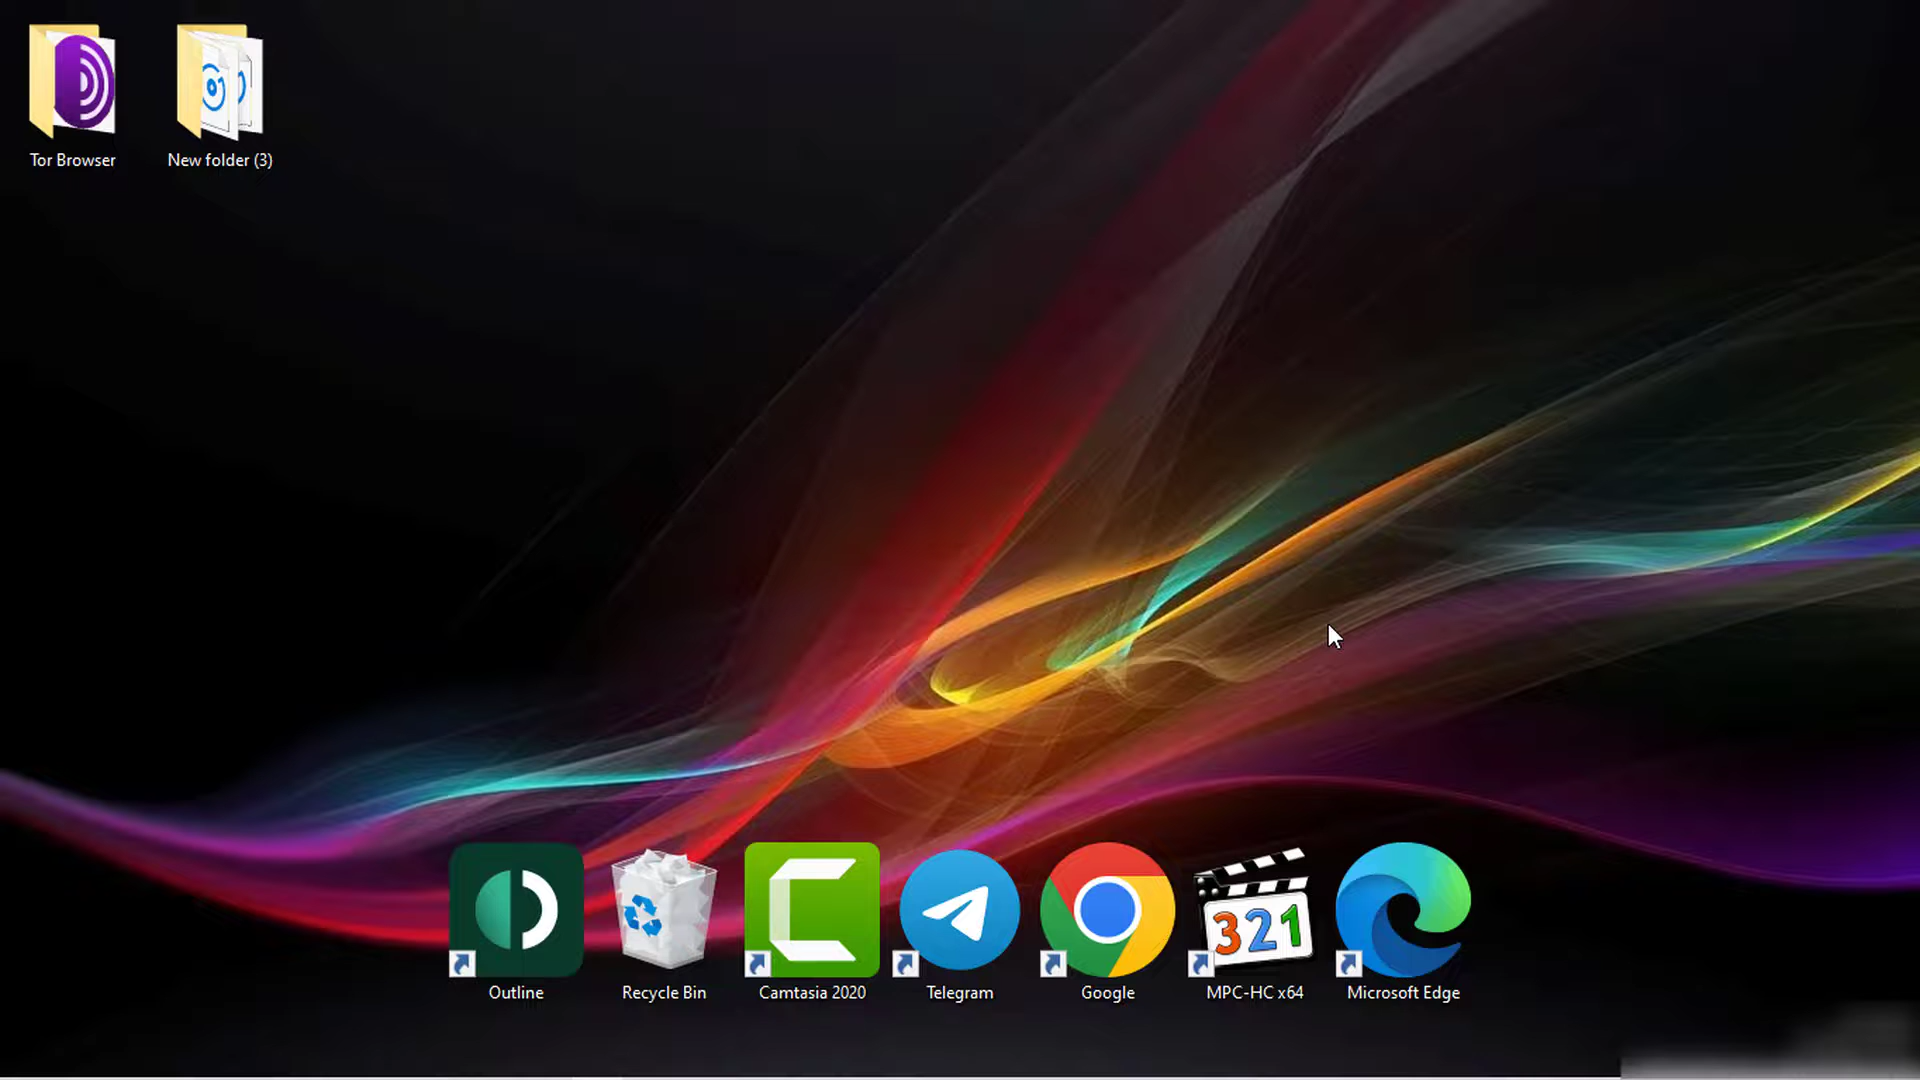 Tor Browser
New folder (3)
321
Outline
Recycle Bin
Camtasia 2020
Telegram
Google
MPC-HC x64
Microsoft Edge